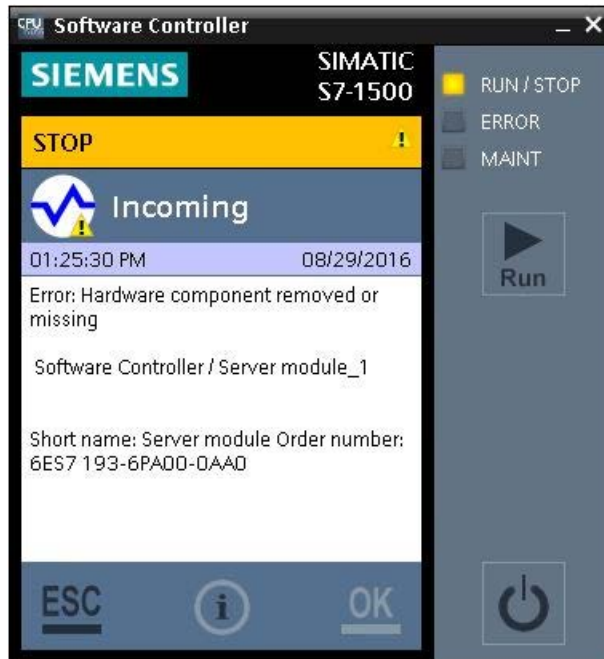 CPU Software Controller
SIEMENS
SIMATIC
S7-1500
RUN / STOP
ERROR
MAINT
STOP
Incoming
01:25:30 PM 08/29/2016
Error: Hardware component removed or
missing
Software Controller / Server module_1
Short name: Server module Order number:
6ES7 193-6PA00-0AA0
Run
ESC
i
OK